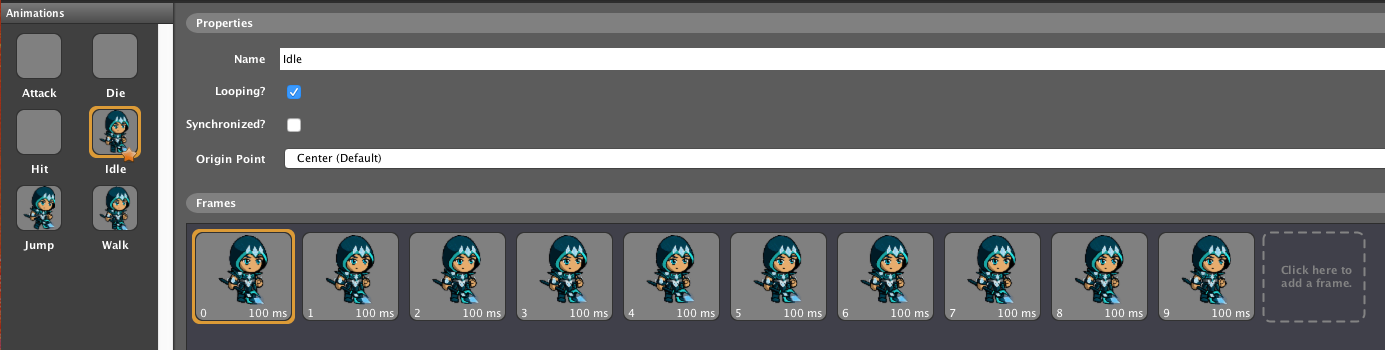 Animations
Attack
Die
Hit
Idle
Jump
Walk
Properties
Name
Idle
Looping?
Synchronized?
Origin Point
Center (Default)
Frames
0 100 ms
1 100 ms
2 100 ms
3 100 ms
4 100 ms
5 100 ms
6 100 ms
7 100 ms
8 100 ms
9 100 ms
Click here to
add a frame.